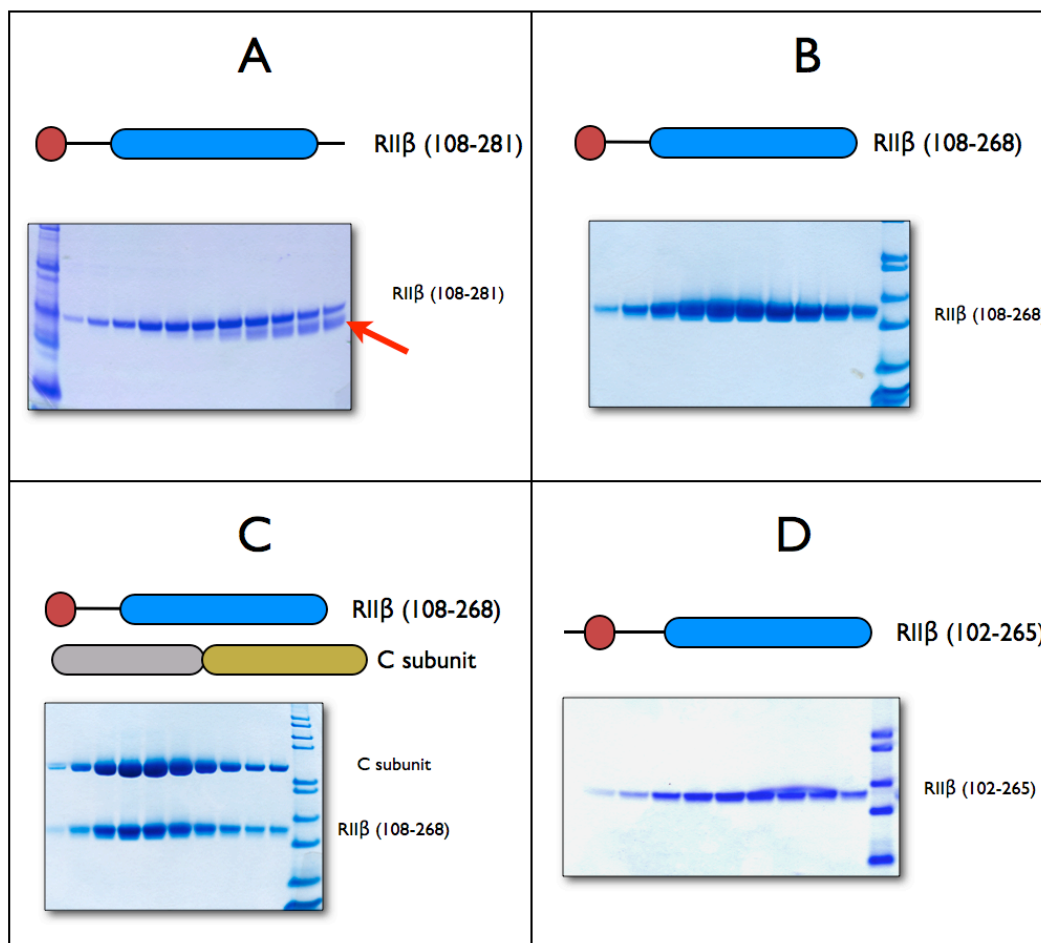 A
RIIβ (108-281)
RIIβ (108-281)
B
RIIβ (108-268)
RIIβ (108-268
C
RIIβ (108-268)
C subunit
C subunit
RIIβ (108-268)
D
RIIβ (102-265)
RIIβ (102-265)